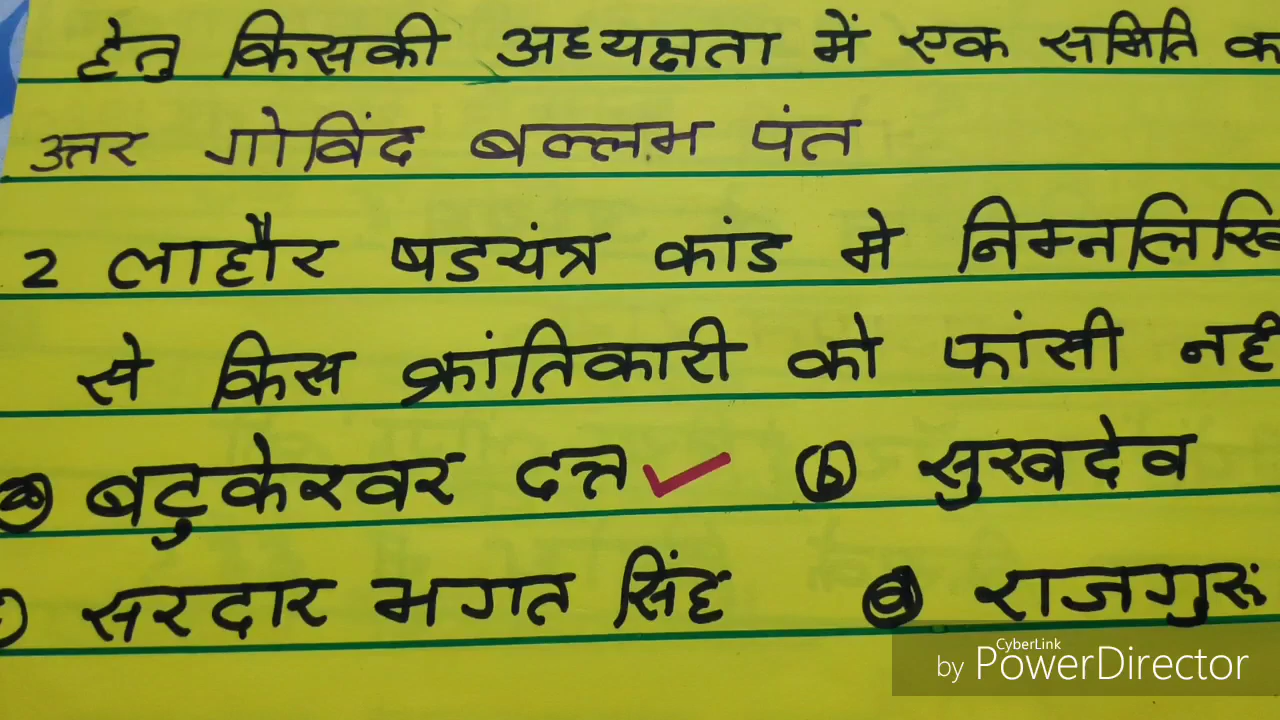 हेतु किसकी अध्यक्षता में एक समिति
उत्तर गोविंद बल्लभ पंत
2 लाहौर षडयंत्र कांड मे निम्नलिखि
से किस क्रांतिकारी को फांसी नही
a बटुकेश्वर दत्त ✓ b सुखदेव
सरदार भगत सिंह d राजगुरू
CyberLink
by PowerDirector